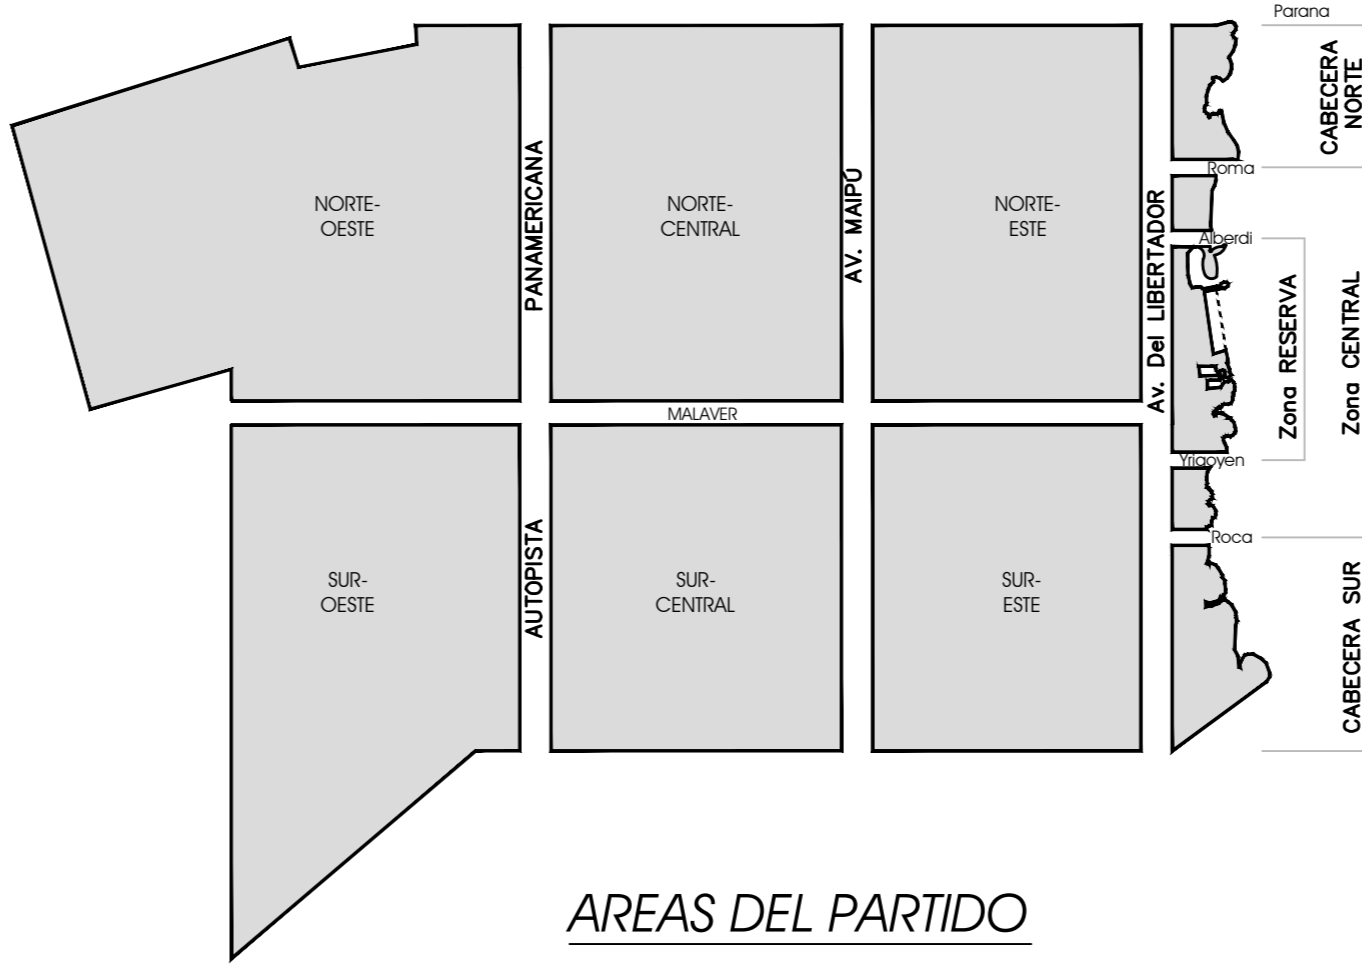 Parana
CABECERA
NORTE
Roma
NORTE-
OESTE
PANAMERICANA
NORTE-
CENTRAL
AV. MAIPÚ
NORTE-
ESTE
Av. Del LIBERTADOR
Alberdi
Zona RESERVA
Zona CENTRAL
MALAVER
Yrigoyen
Roca
SUR-
OESTE
AUTOPISTA
SUR-
CENTRAL
SUR-
ESTE
CABECERA SUR
AREAS DEL PARTIDO